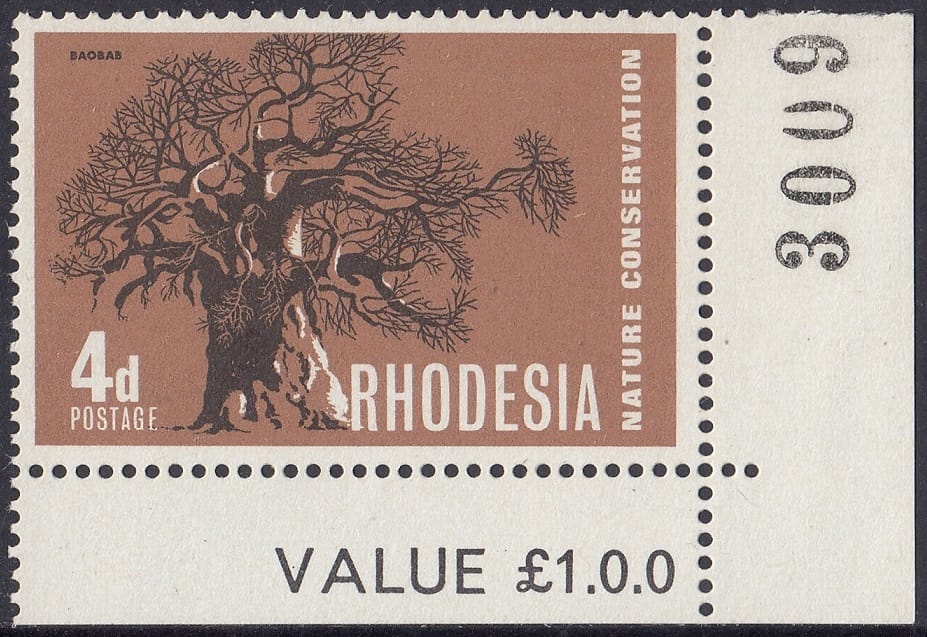 BAOBAB
NATURE CONSERVATION
4d
POSTAGE
RHODESIA
3009
VALUE £1.0.0